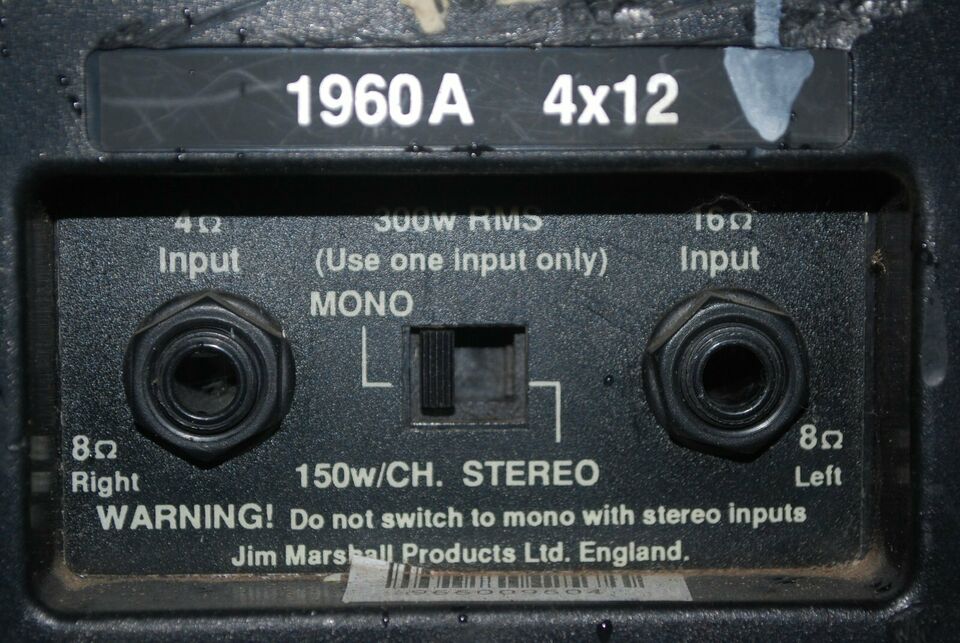 1960A 4x12
4Ω 300w RMS 16Ω
Input (Use one input only) Input
MONO
8Ω 8Ω
Right 150w/CH. STEREO Left
WARNING! Do not switch to mono with stereo inputs
Jim Marshall Products Ltd. England.